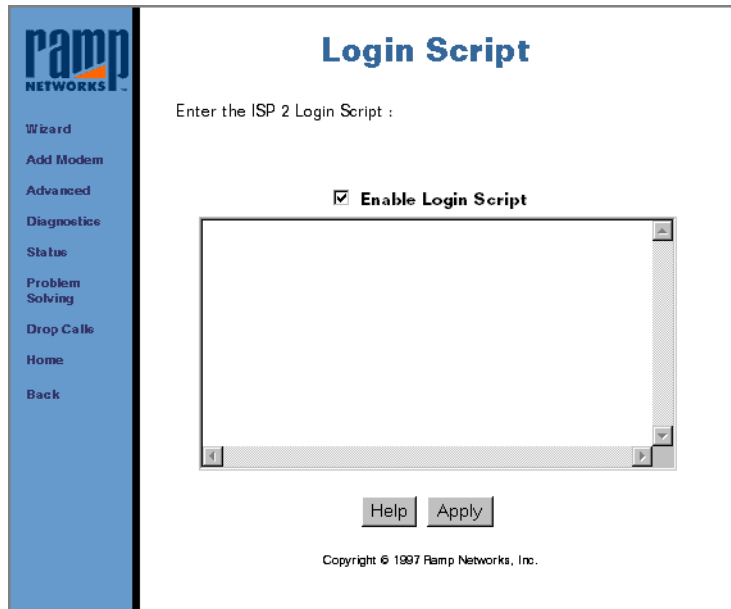 ramp
NETWORKS
Wizard
Add Modem
Advanced
Diagnostics
Status
Problem
Solving
Drop Calls
Home
Back
Login Script
Enter the ISP 2 Login Script :
Enable Login Script
Help Apply
Copyright © 1997 Ramp Networks, Inc.